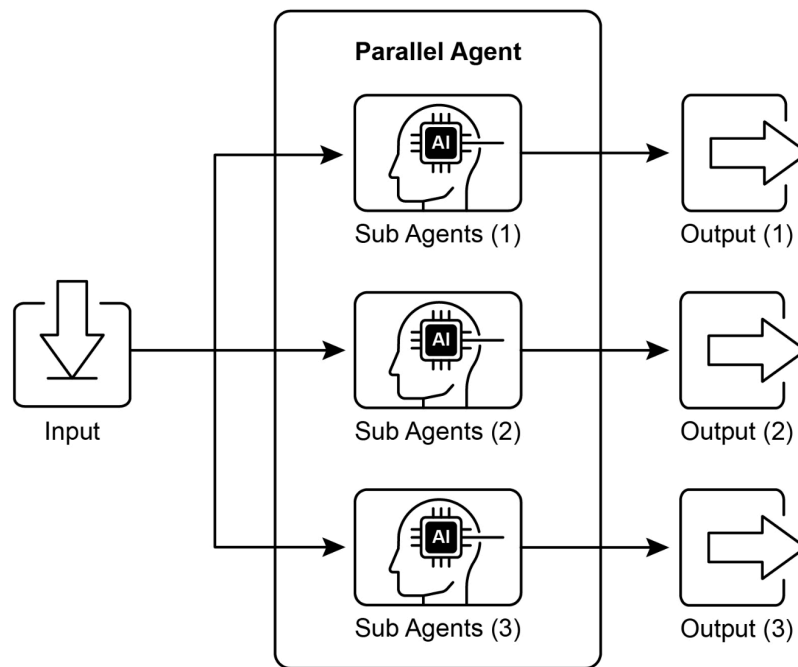 Parallel Agent
AI
Sub Agents (1)
Output (1)
AI
Input
Sub Agents (2)
Output (2)
AI
Sub Agents (3)
Output (3)